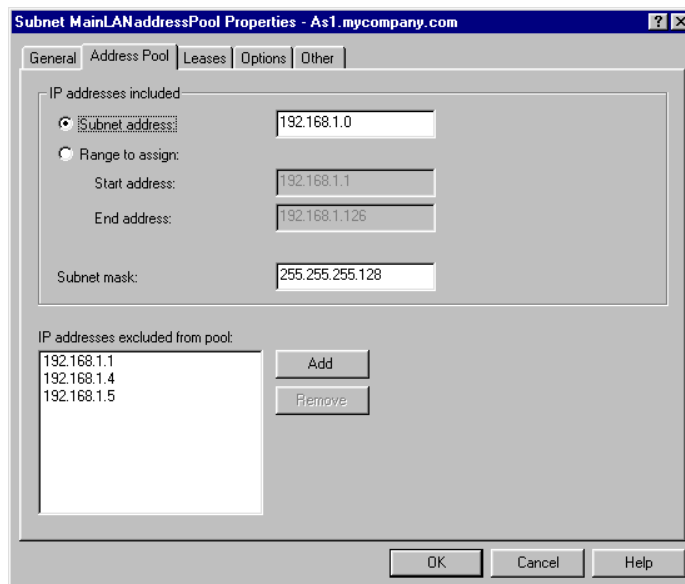 Subnet MainLANaddressPool Properties - As1.mycompany.com
General Address Pool Leases Options Other
IP addresses included
Subnet address: 192.168.1.0
Range to assign:
Start address: 192.168.1.1
End address: 192.168.1.126
Subnet mask: 255.255.255.128
IP addresses excluded from pool:
192.168.1.1
192.168.1.4
192.168.1.5
Add
Remove
OK Cancel Help